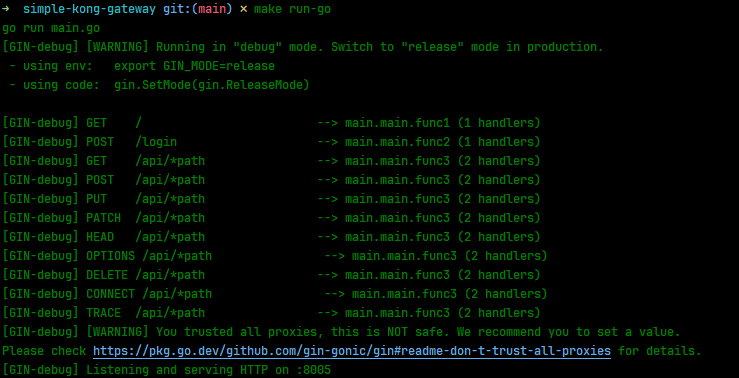 → simple-kong-gateway git:(main) × make run-go
go run main.go
[GIN-debug] [WARNING] Running in "debug" mode. Switch to "release" mode in production.
 - using env:   export GIN_MODE=release
 - using code:  gin.SetMode(gin.ReleaseMode)

[GIN-debug] GET    /                         --> main.main.func1 (1 handlers)
[GIN-debug] POST   /login                    --> main.main.func2 (1 handlers)
[GIN-debug] GET    /api/*path                --> main.main.func3 (2 handlers)
[GIN-debug] POST   /api/*path                --> main.main.func3 (2 handlers)
[GIN-debug] PUT    /api/*path                --> main.main.func3 (2 handlers)
[GIN-debug] PATCH  /api/*path                --> main.main.func3 (2 handlers)
[GIN-debug] HEAD   /api/*path                --> main.main.func3 (2 handlers)
[GIN-debug] OPTIONS /api/*path                --> main.main.func3 (2 handlers)
[GIN-debug] DELETE /api/*path                --> main.main.func3 (2 handlers)
[GIN-debug] CONNECT /api/*path                --> main.main.func3 (2 handlers)
[GIN-debug] TRACE  /api/*path                --> main.main.func3 (2 handlers)
[GIN-debug] [WARNING] You trusted all proxies, this is NOT safe. We recommend you to set a value.
Please check https://pkg.go.dev/github.com/gin-gonic/gin#readme-don-t-trust-all-proxies for details.
[GIN-debug] Listening and serving HTTP on :8005